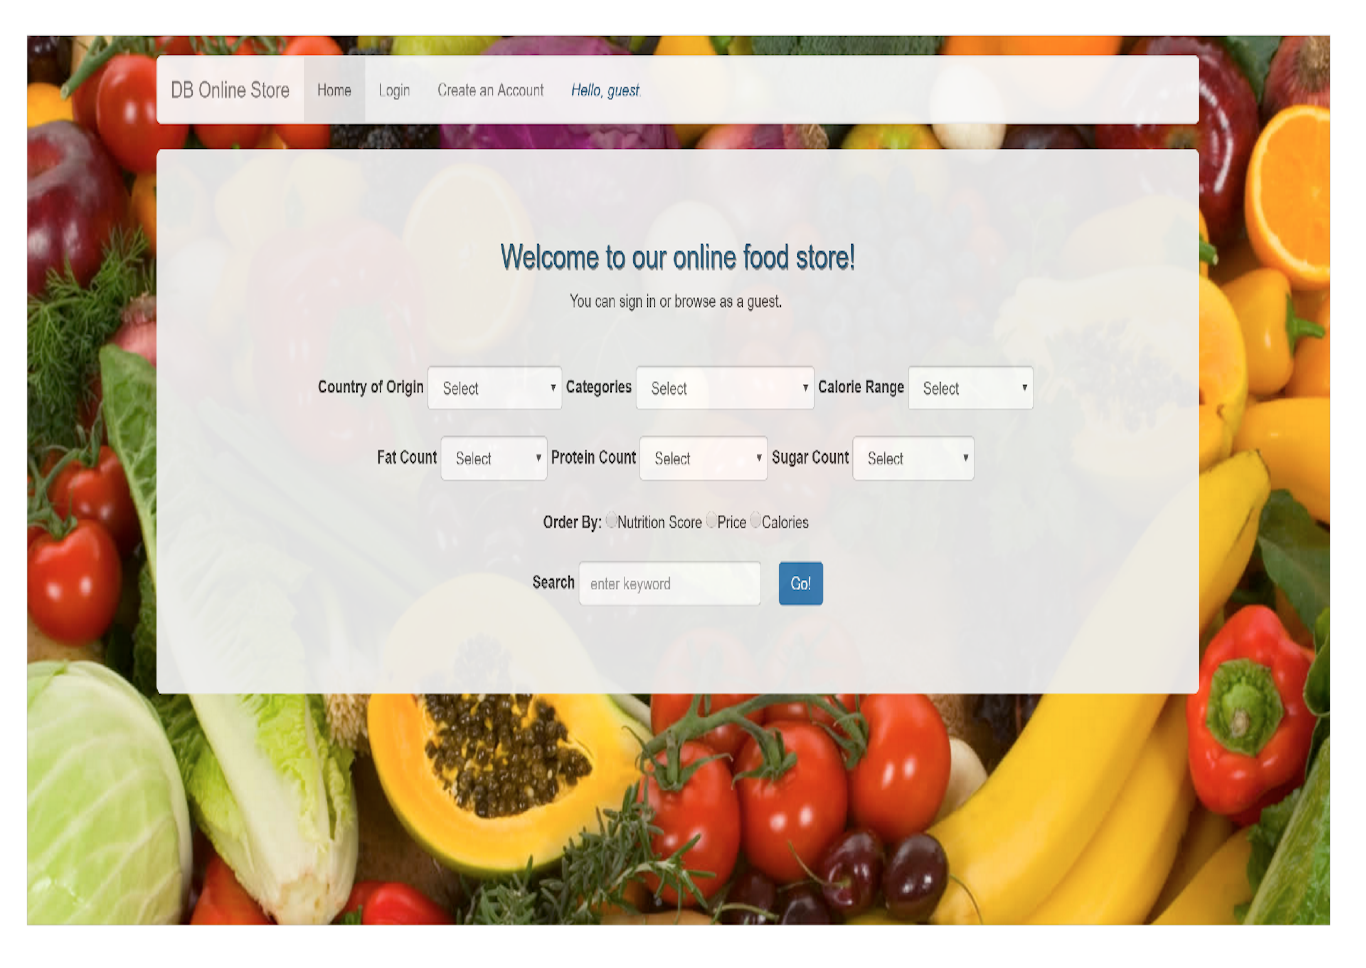 DB Online Store Home Login Create an Account Hello, guest.
Welcome to our online food store!
You can sign in or browse as a guest.
Country of Origin Select Categories Select Calorie Range Select
Fat Count Select Protein Count Select Sugar Count Select
Order By: Nutrition Score Price Calories
Search enter keyword Go!